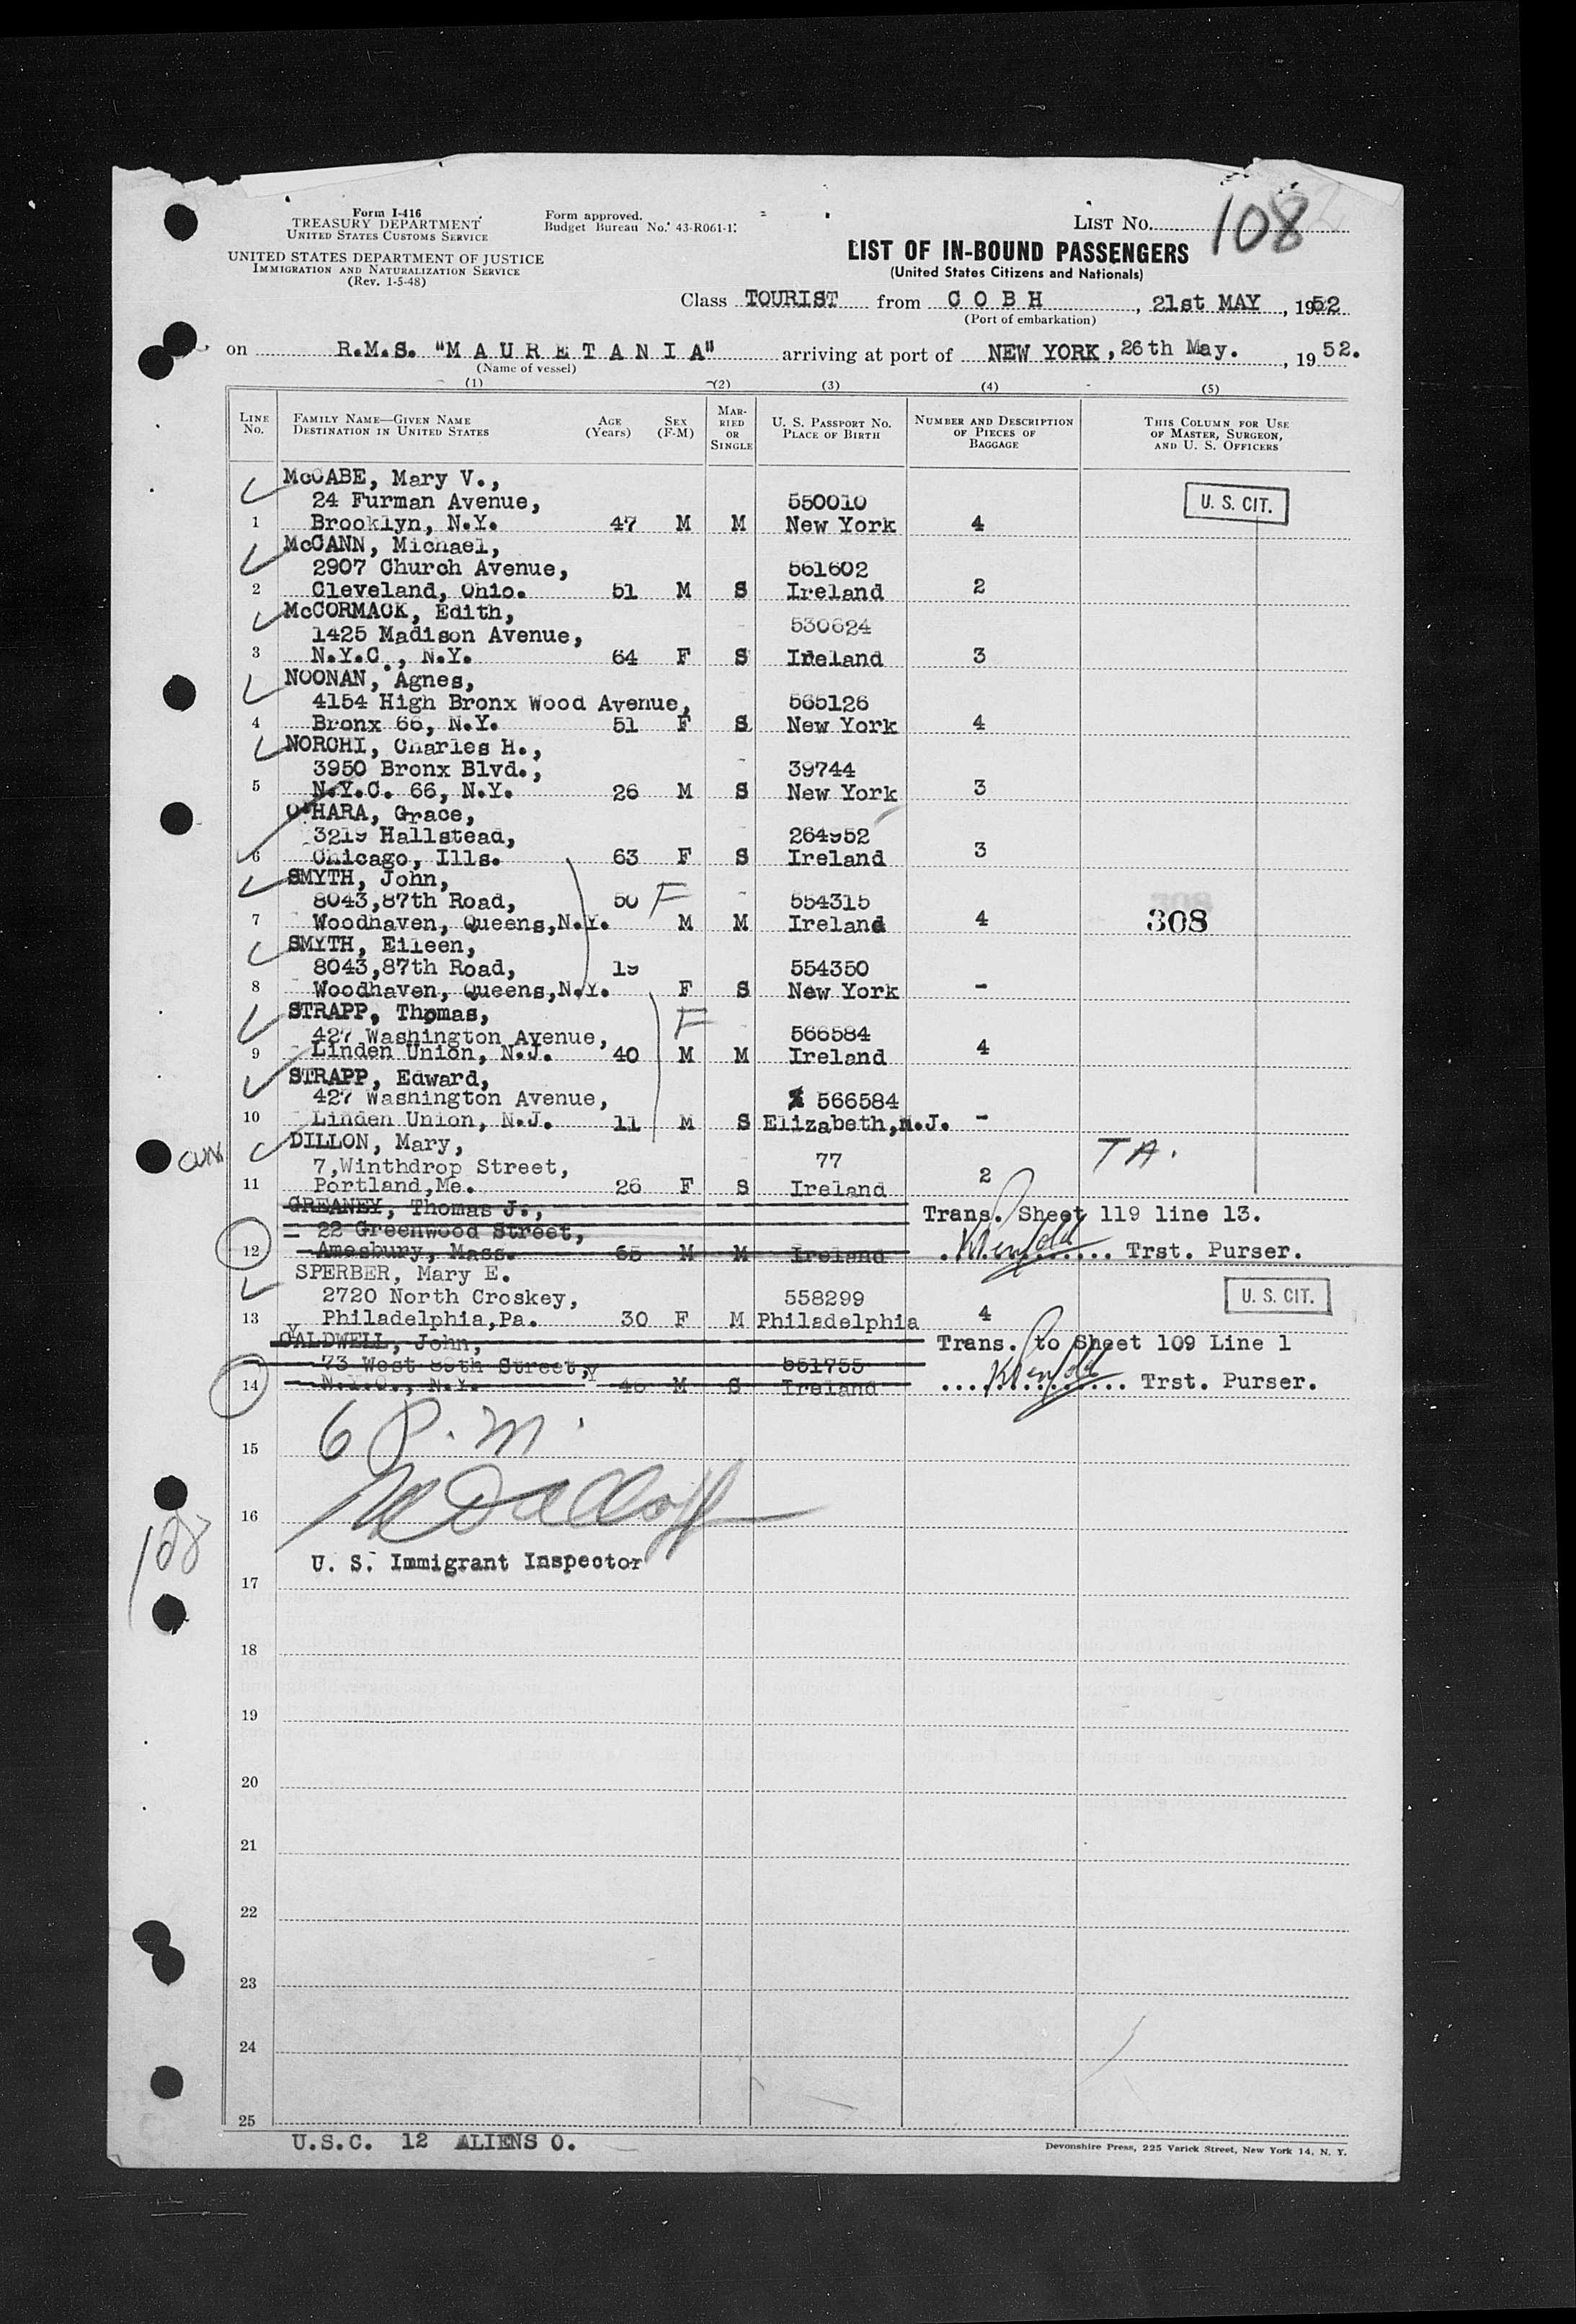 Form I-416
TREASURY DEPARTMENT
UNITED STATES CUSTOMS SERVICE
UNITED STATES DEPARTMENT OF JUSTICE
IMMIGRATION AND NATURALIZATION SERVICE
(Rev. 1-5-48)
Form approved.
Budget Bureau No. 43-R061-1.
LIST No. 108
LIST OF IN-BOUND PASSENGERS
(United States Citizens and Nationals)
Class TOURIST from C O B H, 21st MAY, 1952
(Port of embarkation)
on R.M.S. "M A U R E T A N I A" arriving at port of NEW YORK, 26th May., 1952.
(Name of vessel)
(1) (2) (3) (4) (5)
LINE No. FAMILY NAME—GIVEN NAME DESTINATION IN UNITED STATES AGE (Years) SEX (F-M) MARRIED OR SINGLE U. S. PASSPORT No. PLACE OF BIRTH NUMBER AND DESCRIPTION OF PIECES OF BAGGAGE THIS COLUMN FOR USE OF MASTER, SURGEON, AND U. S. OFFICERS
McCABE, Mary V.,
24 Furman Avenue, 550010 U. S. CIT.
1 Brooklyn, N.Y. 47 M M New York 4
McCANN, Michael,
2907 Church Avenue, 561602
2 Cleveland, Ohio. 51 M S Ireland 2
McCORMACK, Edith,
1425 Madison Avenue, 530624
3 N.Y.C., N.Y. 64 F S Ireland 3
NOONAN, Agnes,
4154 High Bronx Wood Avenue, 565126
4 Bronx 66, N.Y. 51 F S New York 4
NORCHI, Charles H.,
3950 Bronx Blvd., 39744
5 N.Y.C. 66, N.Y. 26 M S New York 3
O'HARA, Grace,
3219 Hallstead, 264952
6 Chicago, Ills. 63 F S Ireland 3
SMYTH, John,
8043,87th Road, 50 F 554315
7 Woodhaven, Queens,N.Y. M M Ireland 4 308
SMYTH, Eileen,
8043,87th Road, 19 554350
8 Woodhaven, Queens,N.Y. F S New York -
STRAPP, Thomas, F
427 Washington Avenue, 566584
9 Linden Union, N.J. 40 M M Ireland 4
STRAPP, Edward,
427 Washington Avenue, 566584
10 Linden Union, N.J. 11 M S Elizabeth,N.J. -
DILLON, Mary, T A.
7,Winthdrop Street, 77
11 Portland,Me. 26 F S Ireland 2
GREANEY, Thomas J., Trans. Sheet 119 line 13.
22 Greenwood Street,
12 Amesbury, Mass. 65 M M Ireland Trst. Purser.
SPERBER, Mary E.
2720 North Croskey, 558299 U. S. CIT.
13 Philadelphia,Pa. 30 F M Philadelphia 4
CALDWELL, John, Trans. to Sheet 109 Line 1
73 West 89th Street, 551755
14 N.Y.C., N.Y. 46 M S Ireland Trst. Purser.
15 6 P.M.
16
U. S. Immigrant Inspector
17
108
18
19
20
21
22
23
24
25
U.S.C. 12 ALIENS 0.
Devonshire Press, 225 Varick Street, New York 14, N. Y.